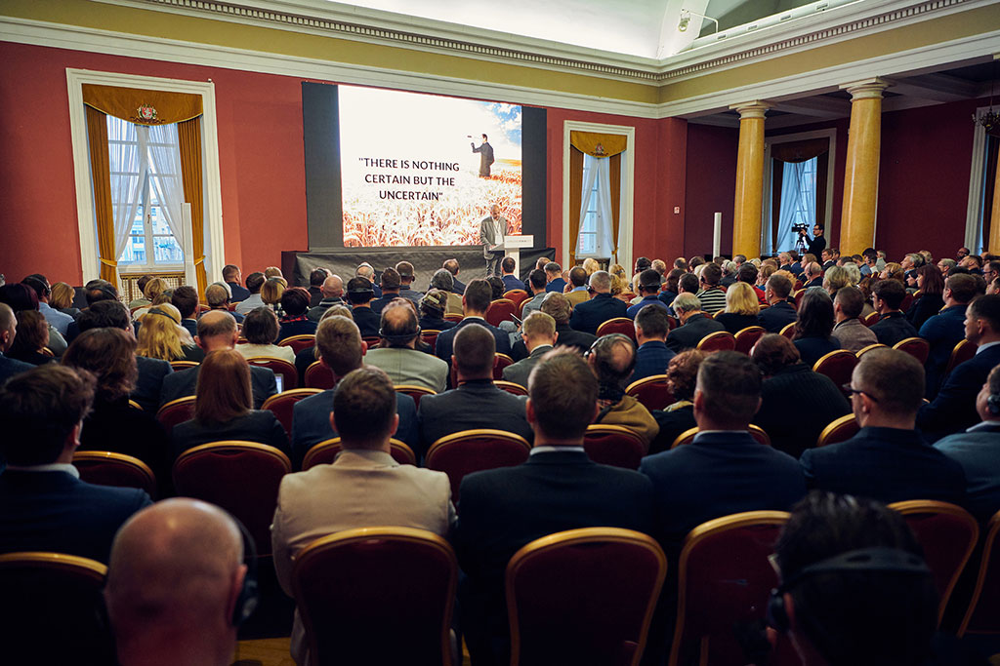 "THERE IS NOTHING
CERTAIN BUT THE
UNCERTAIN"